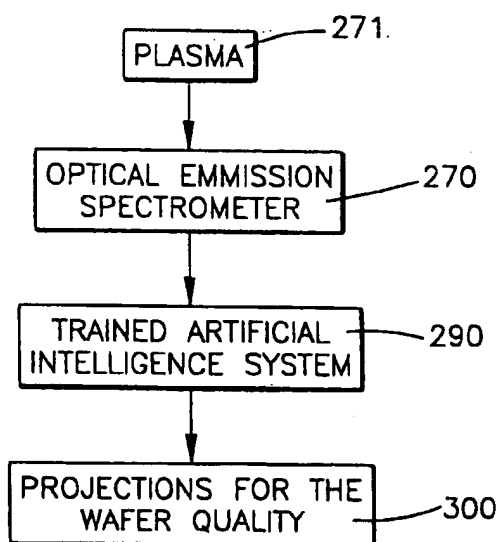 271.
PLASMA
OPTICAL EMMISSION
SPECTROMETER
270
TRAINED ARTIFICIAL
INTELLIGENCE SYSTEM
290
PROJECTIONS FOR THE
WAFER QUALITY
300